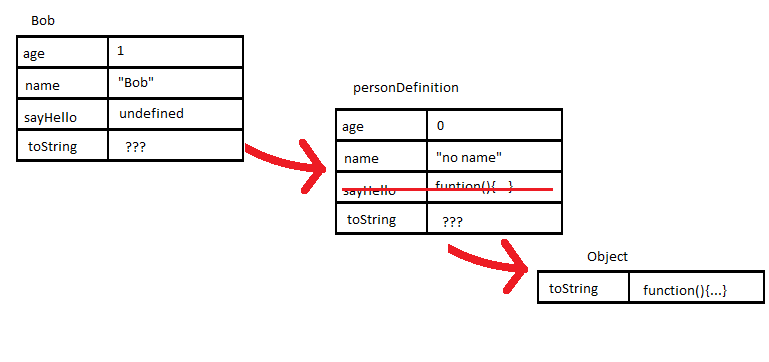 Bob
age 1
name "Bob"
sayHello undefined
toString ???
personDefinition
age 0
name "no name"
sayHello funtion(){...}
toString ???
Object
toString function(){...}